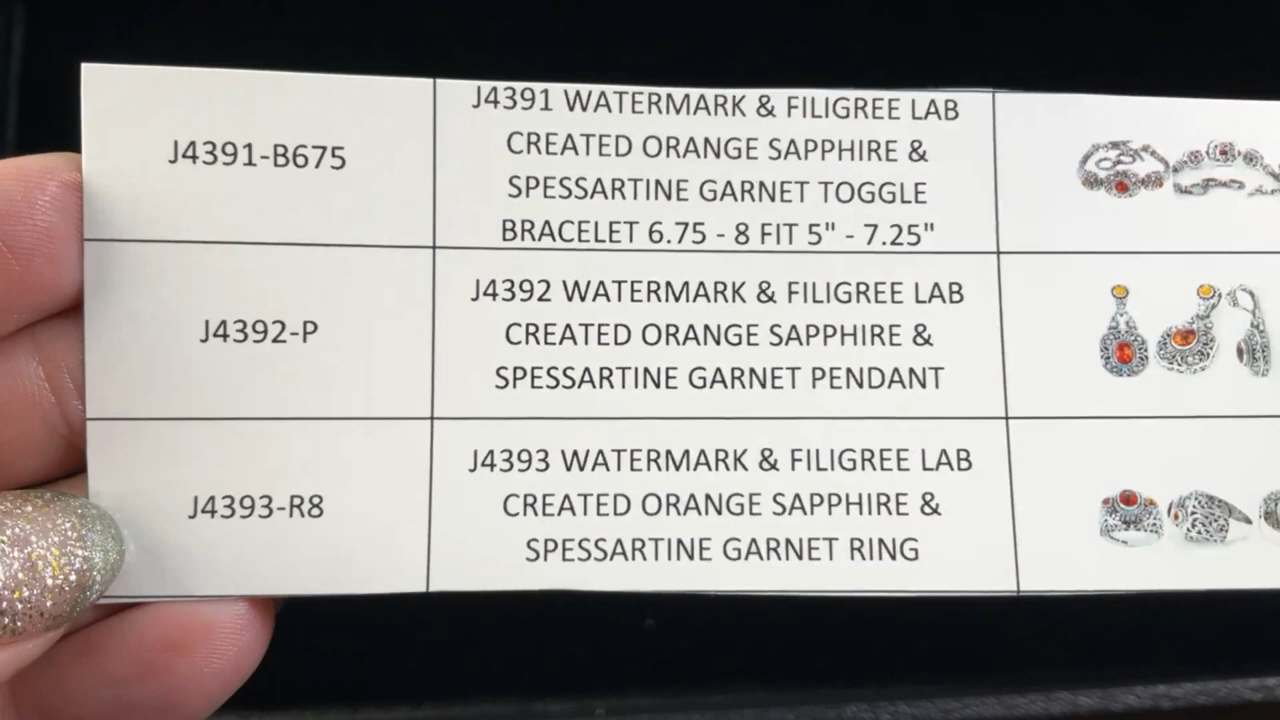 J4391-B675
J4391 WATERMARK & FILIGREE LAB
CREATED ORANGE SAPPHIRE &
SPESSARTINE GARNET TOGGLE
BRACELET 6.75 - 8 FIT 5" - 7.25"
J4392-P
J4392 WATERMARK & FILIGREE LAB
CREATED ORANGE SAPPHIRE &
SPESSARTINE GARNET PENDANT
J4393-R8
J4393 WATERMARK & FILIGREE LAB
CREATED ORANGE SAPPHIRE &
SPESSARTINE GARNET RING